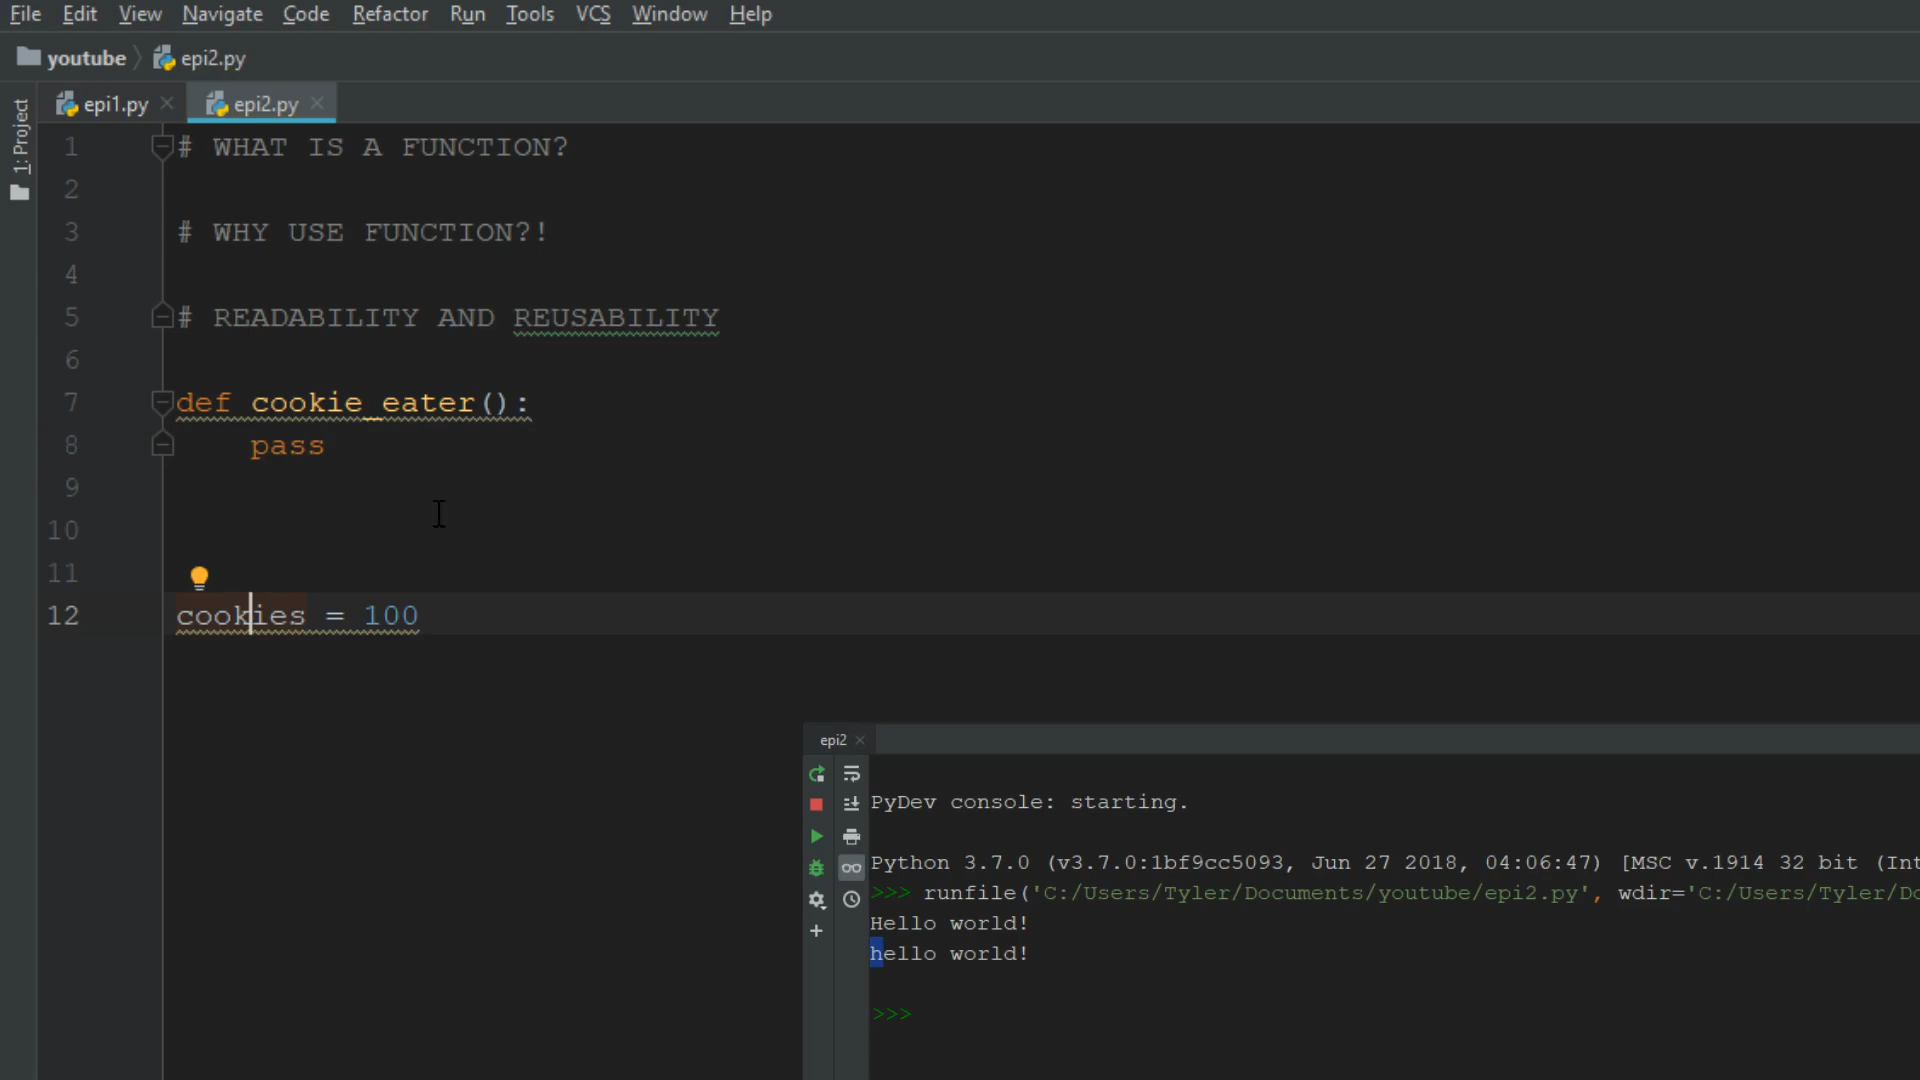 File Edit View Navigate Code Refactor Run Tools VCS Window Help
youtube epi2.py
1: Project
epi1.py epi2.py
1 # WHAT IS A FUNCTION?
2
3 # WHY USE FUNCTION?!
4
5 # READABILITY AND REUSABILITY
6
7 def cookie_eater():
8 pass
9
10
11
12 cookies = 100
epi2
PyDev console: starting.
Python 3.7.0 (v3.7.0:1bf9cc5093, Jun 27 2018, 04:06:47) [MSC v.1914 32 bit (Int
>>> runfile('C:/Users/Tyler/Documents/youtube/epi2.py', wdir='C:/Users/Tyler/Do
Hello world!
hello world!
>>>